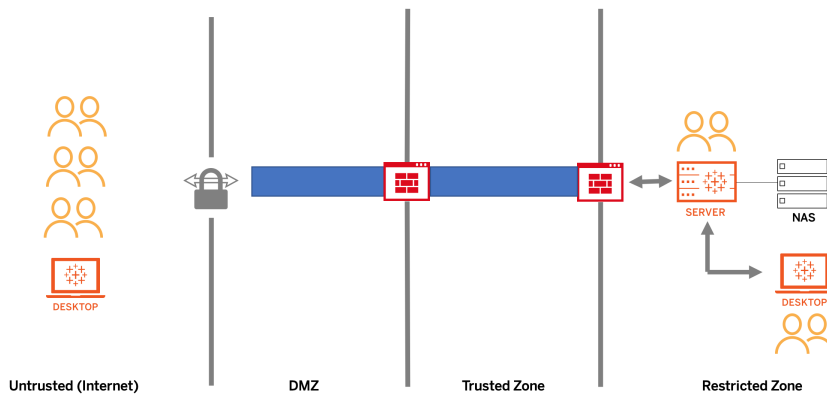 SERVER
NAS
DESKTOP
DESKTOP
Untrusted (Internet)
DMZ
Trusted Zone
Restricted Zone